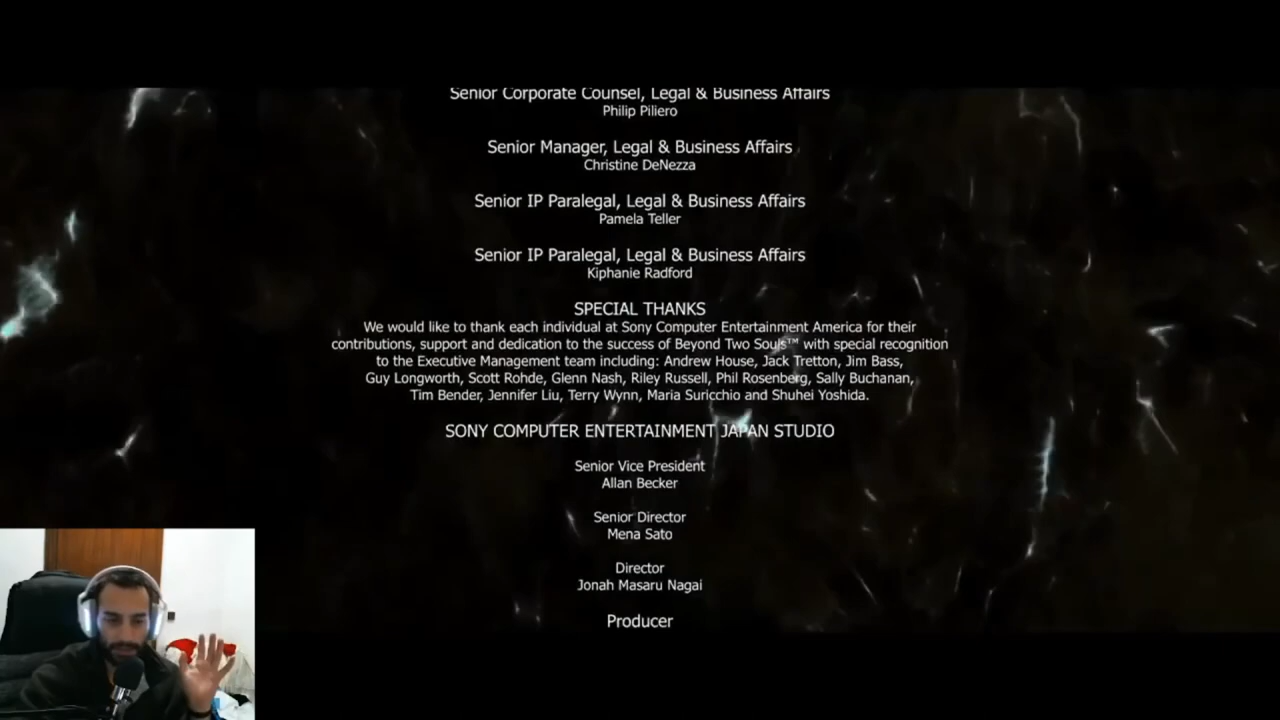 Senior Corporate Counsel, Legal & Business Affairs
Philip Piliero
Senior Manager, Legal & Business Affairs
Christine DeNezza
Senior IP Paralegal, Legal & Business Affairs
Pamela Teller
Senior IP Paralegal, Legal & Business Affairs
Kiphanie Radford
SPECIAL THANKS
We would like to thank each individual at Sony Computer Entertainment America for their
contributions, support and dedication to the success of Beyond Two Souls™ with special recognition
to the Executive Management team including: Andrew House, Jack Tretton, Jim Bass,
Guy Longworth, Scott Rohde, Glenn Nash, Riley Russell, Phil Rosenberg, Sally Buchanan,
Tim Bender, Jennifer Liu, Terry Wynn, Maria Suricchio and Shuhei Yoshida.
SONY COMPUTER ENTERTAINMENT JAPAN STUDIO
Senior Vice President
Allan Becker
Senior Director
Mena Sato
Director
Jonah Masaru Nagai
Producer